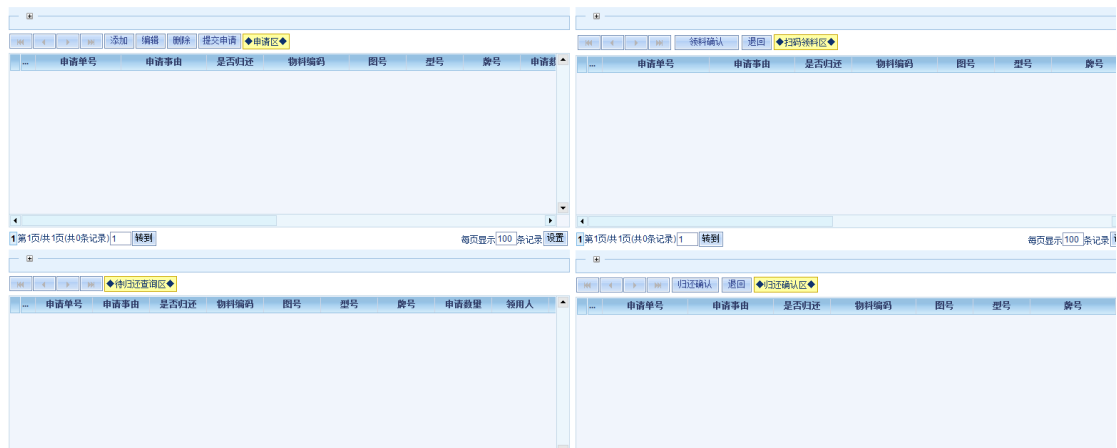 添加 编辑 删除 提交申请 ◆申请区◆
... 申请单号 申请事由 是否归还 物料编码 图号 型号 牌号 申请数
1 第1页/共1页(共0条记录) 1 转到 每页显示 100 条记录 设置
领料确认 退回 ◆扫码领料区◆
... 申请单号 申请事由 是否归还 物料编码 图号 型号 牌号
1 第1页/共1页(共0条记录) 1 转到 每页显示 100 条记录
◆待归还查询区◆
... 申请单号 申请事由 是否归还 物料编码 图号 型号 牌号 申请数量 领用人
归还确认 退回 ◆归还确认区◆
... 申请单号 申请事由 是否归还 物料编码 图号 型号 牌号